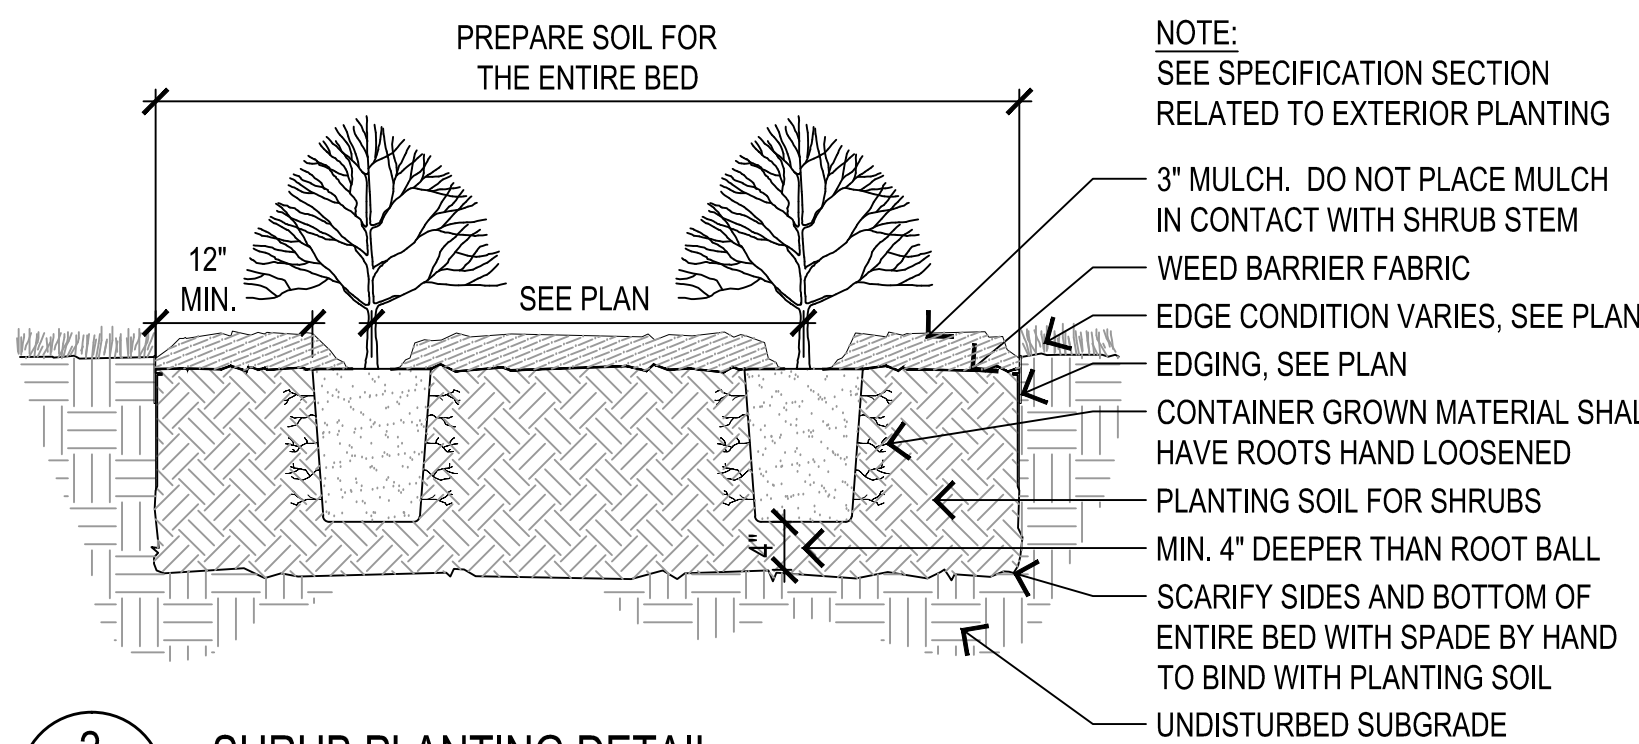 PREPARE SOIL FOR
THE ENTIRE BED
12"
MIN.
SEE PLAN
4"
NOTE:
SEE SPECIFICATION SECTION
RELATED TO EXTERIOR PLANTING
3" MULCH. DO NOT PLACE MULCH
IN CONTACT WITH SHRUB STEM
WEED BARRIER FABRIC
EDGE CONDITION VARIES, SEE PLAN
EDGING, SEE PLAN
CONTAINER GROWN MATERIAL SHAL
HAVE ROOTS HAND LOOSENED
PLANTING SOIL FOR SHRUBS
MIN. 4" DEEPER THAN ROOT BALL
SCARIFY SIDES AND BOTTOM OF
ENTIRE BED WITH SPADE BY HAND
TO BIND WITH PLANTING SOIL
UNDISTURBED SUBGRADE
SHRUB PLANTING DETAIL